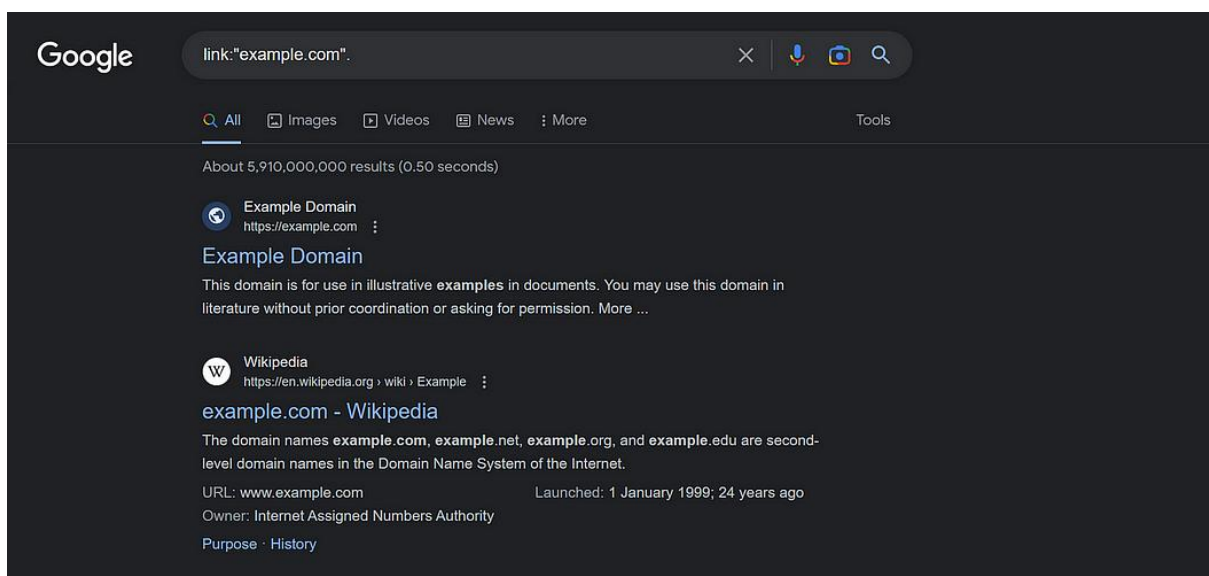 Google
link:"example.com".
All Images Videos News More Tools
About 5,910,000,000 results (0.50 seconds)
Example Domain
https://example.com
Example Domain
This domain is for use in illustrative examples in documents. You may use this domain in
literature without prior coordination or asking for permission. More ...
W Wikipedia
https://en.wikipedia.org › wiki › Example
example.com - Wikipedia
The domain names example.com, example.net, example.org, and example.edu are second-
level domain names in the Domain Name System of the Internet.
URL: www.example.com Launched: 1 January 1999; 24 years ago
Owner: Internet Assigned Numbers Authority
Purpose · History